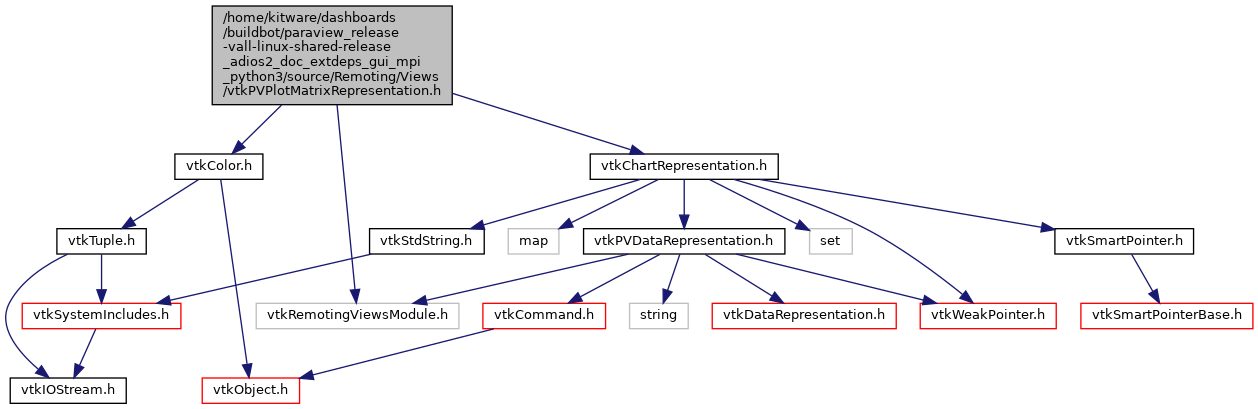 /home/kitware/dashboards
/buildbot/paraview_release
-vall-linux-shared-release
_adios2_doc_extdeps_gui_mpi
_python3/source/Remoting/Views
/vtkPVPlotMatrixRepresentation.h
vtkColor.h
vtkChartRepresentation.h
vtkTuple.h
vtkStdString.h
map
vtkPVDataRepresentation.h
set
vtkSmartPointer.h
vtkSystemIncludes.h
vtkRemotingViewsModule.h
vtkCommand.h
string
vtkDataRepresentation.h
vtkWeakPointer.h
vtkSmartPointerBase.h
vtkIOStream.h
vtkObject.h